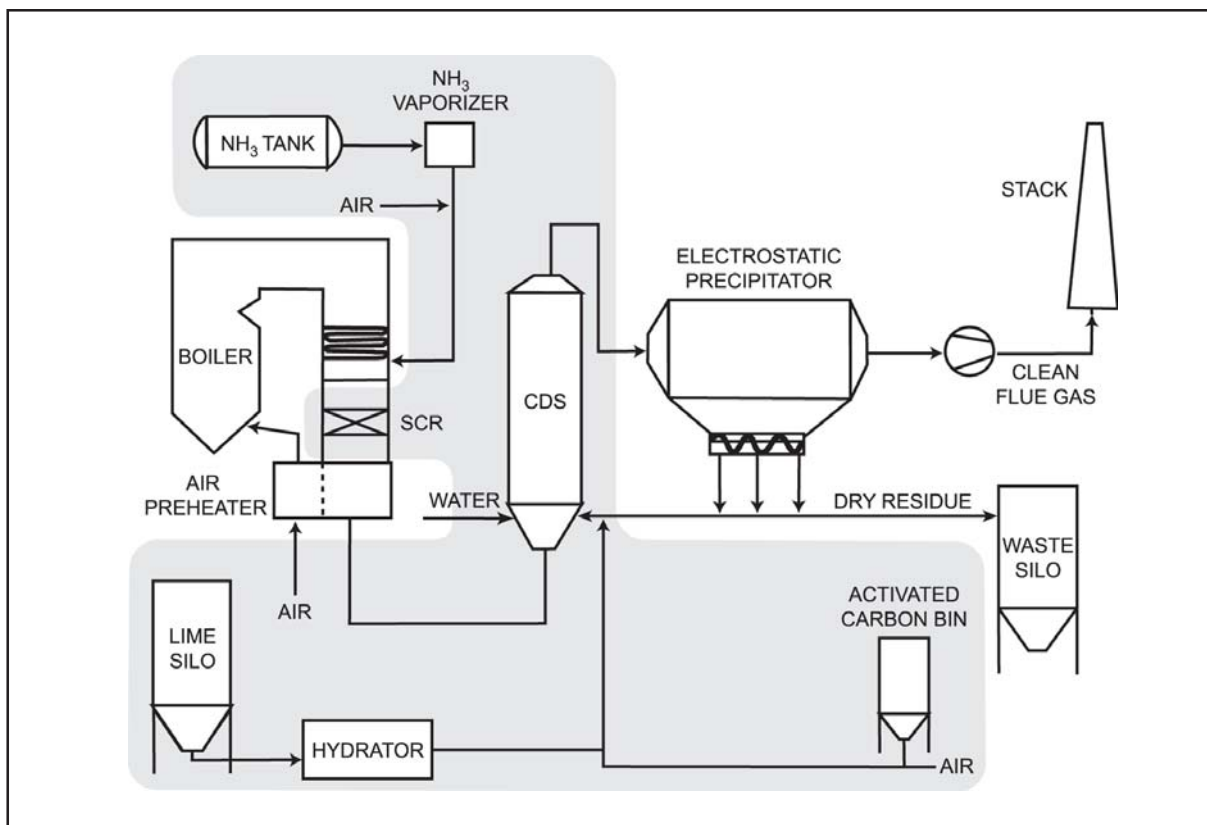 NH₃
VAPORIZER
NH₃ TANK
AIR
STACK
ELECTROSTATIC
PRECIPITATOR
BOILER
CLEAN
FLUE GAS
CDS
SCR
AIR
PREHEATER
WATER
DRY RESIDUE
WASTE
SILO
AIR
ACTIVATED
CARBON BIN
LIME
SILO
HYDRATOR
AIR